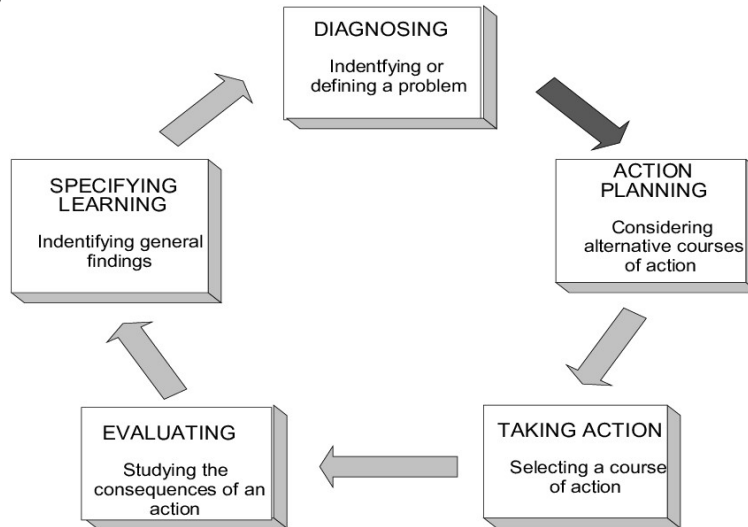 DIAGNOSING
Indentfying or
defining a problem
ACTION
PLANNING
Considering
alternative courses
of action
TAKING ACTION
Selecting a course
of action
EVALUATING
Studying the
consequences of an
action
SPECIFYING
LEARNING
Indentifying general
findings